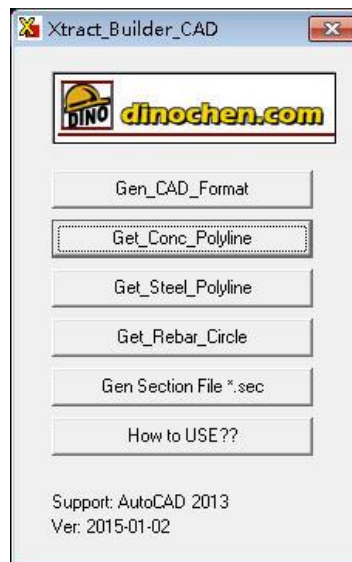 Xtract_Builder_CAD
DINO dinochen.com
Gen_CAD_Format
Get_Conc_Polyline
Get_Steel_Polyline
Get_Rebar_Circle
Gen Section File *.sec
How to USE??
Support: AutoCAD 2013
Ver: 2015-01-02